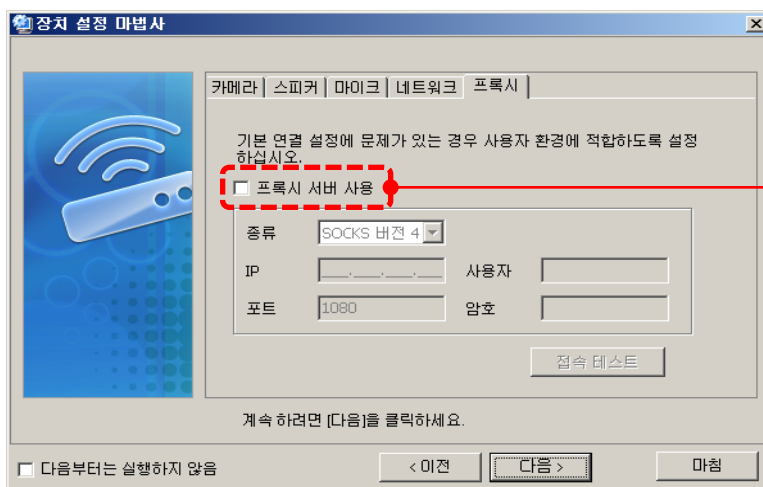 장치 설정 마법사
카메라 스피커 마이크 네트워크 프록시
기본 연결 설정에 문제가 있는 경우 사용자 환경에 적합하도록 설정
하십시오.
프록시 서버 사용
종류 SOCKS 버전 4
IP ___.___.___.___ 사용자
포트 1080 암호
접속 테스트
계속 하려면 [다음]을 클릭하세요.
다음부터는 실행하지 않음 < 이전 다음 > 마침